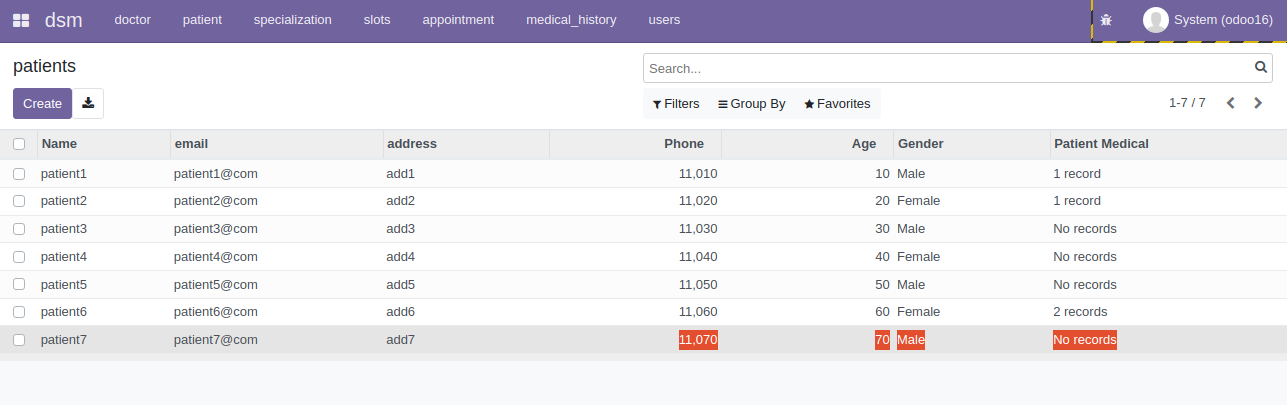 dsm doctor patient specialization slots appointment medical_history users System (odoo16)
patients
Search...
Create
Filters Group By Favorites 1-7 / 7
Name email address Phone Age Gender Patient Medical
patient1 patient1@com add1 11,010 10 Male 1 record
patient2 patient2@com add2 11,020 20 Female 1 record
patient3 patient3@com add3 11,030 30 Male No records
patient4 patient4@com add4 11,040 40 Female No records
patient5 patient5@com add5 11,050 50 Male No records
patient6 patient6@com add6 11,060 60 Female 2 records
patient7 patient7@com add7 11,070 70 Male No records